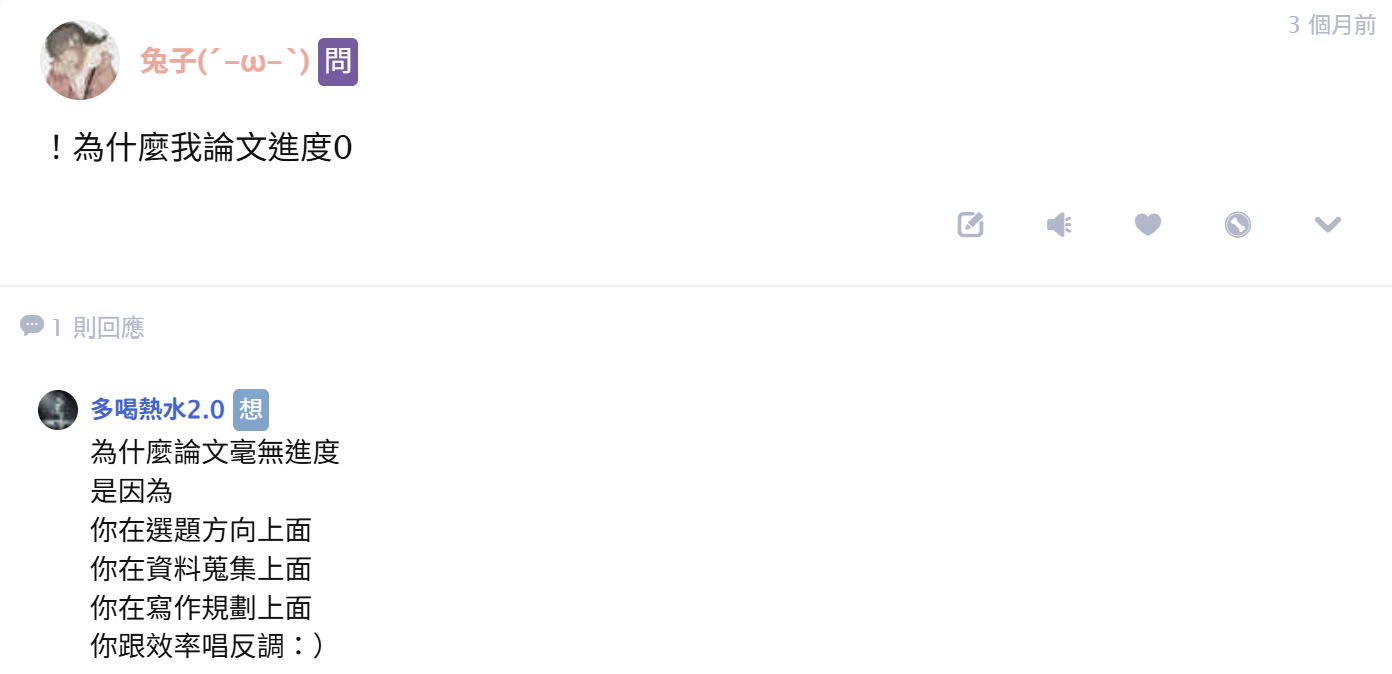 3 個月前
兔子(´-ω-`) 問
！為什麼我論文進度0
1 則回應
多喝熱水2.0 想
為什麼論文毫無進度
是因為
你在選題方向上面
你在資料蒐集上面
你在寫作規劃上面
你跟效率唱反調：）